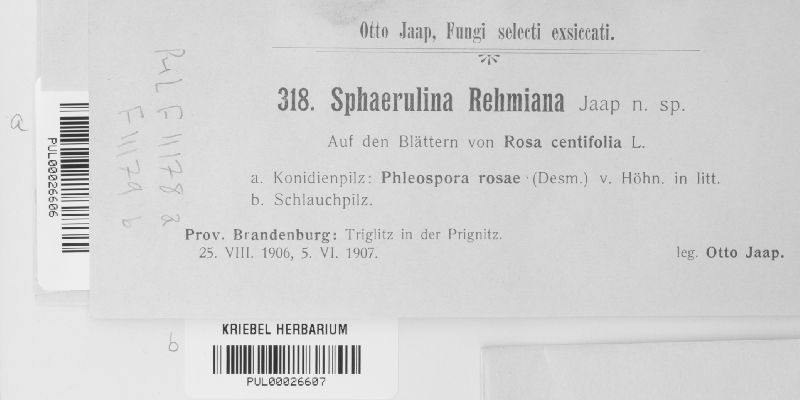 Otto Jaap, Fungi selecti exsiccati.
318. Sphaerulina Rehmiana Jaap n. sp.
Auf den Blättern von Rosa centifolia L.
a. Konidienpilz: Phleospora rosae (Desm.) v. Höhn. in litt.
b. Schlauchpilz.
Prov. Brandenburg: Triglitz in der Prignitz.
25. VIII. 1906, 5. VI. 1907.
leg. Otto Jaap.
Pul F 11178 a
F 11179 b
a
PUL00026606
b
KRIEBEL HERBARIUM
PUL00026607